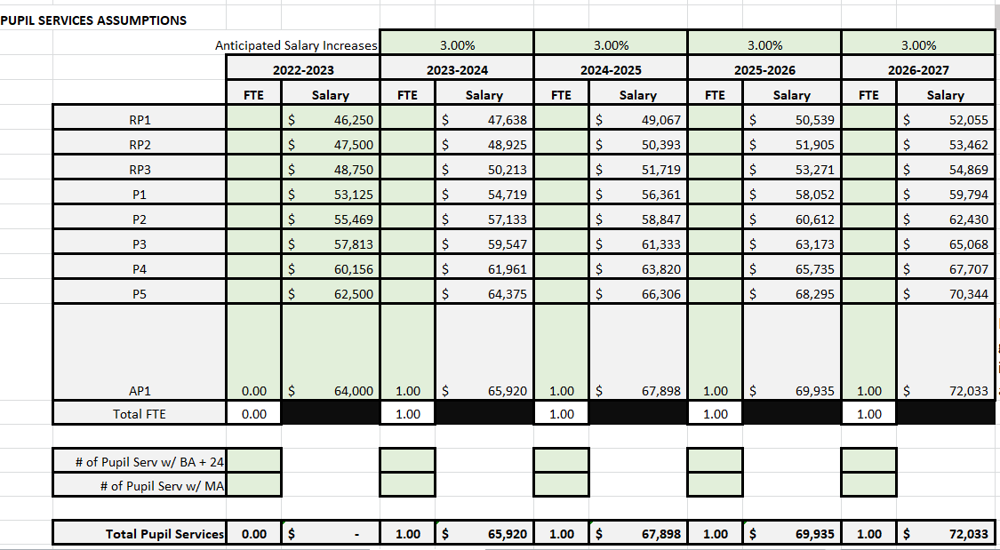 PUPIL SERVICES ASSUMPTIONS
Anticipated Salary Increases 3.00% 3.00% 3.00% 3.00%
2022-2023 2023-2024 2024-2025 2025-2026 2026-2027
FTE Salary FTE Salary FTE Salary FTE Salary FTE Salary
RP1 $ 46,250 $ 47,638 $ 49,067 $ 50,539 $ 52,055
RP2 $ 47,500 $ 48,925 $ 50,393 $ 51,905 $ 53,462
RP3 $ 48,750 $ 50,213 $ 51,719 $ 53,271 $ 54,869
P1 $ 53,125 $ 54,719 $ 56,361 $ 58,052 $ 59,794
P2 $ 55,469 $ 57,133 $ 58,847 $ 60,612 $ 62,430
P3 $ 57,813 $ 59,547 $ 61,333 $ 63,173 $ 65,068
P4 $ 60,156 $ 61,961 $ 63,820 $ 65,735 $ 67,707
P5 $ 62,500 $ 64,375 $ 66,306 $ 68,295 $ 70,344
AP1 0.00 $ 64,000 1.00 $ 65,920 1.00 $ 67,898 1.00 $ 69,935 1.00 $ 72,033
Total FTE 0.00 1.00 1.00 1.00 1.00
# of Pupil Serv w/ BA + 24
# of Pupil Serv w/ MA
Total Pupil Services 0.00 $ - 1.00 $ 65,920 1.00 $ 67,898 1.00 $ 69,935 1.00 $ 72,033